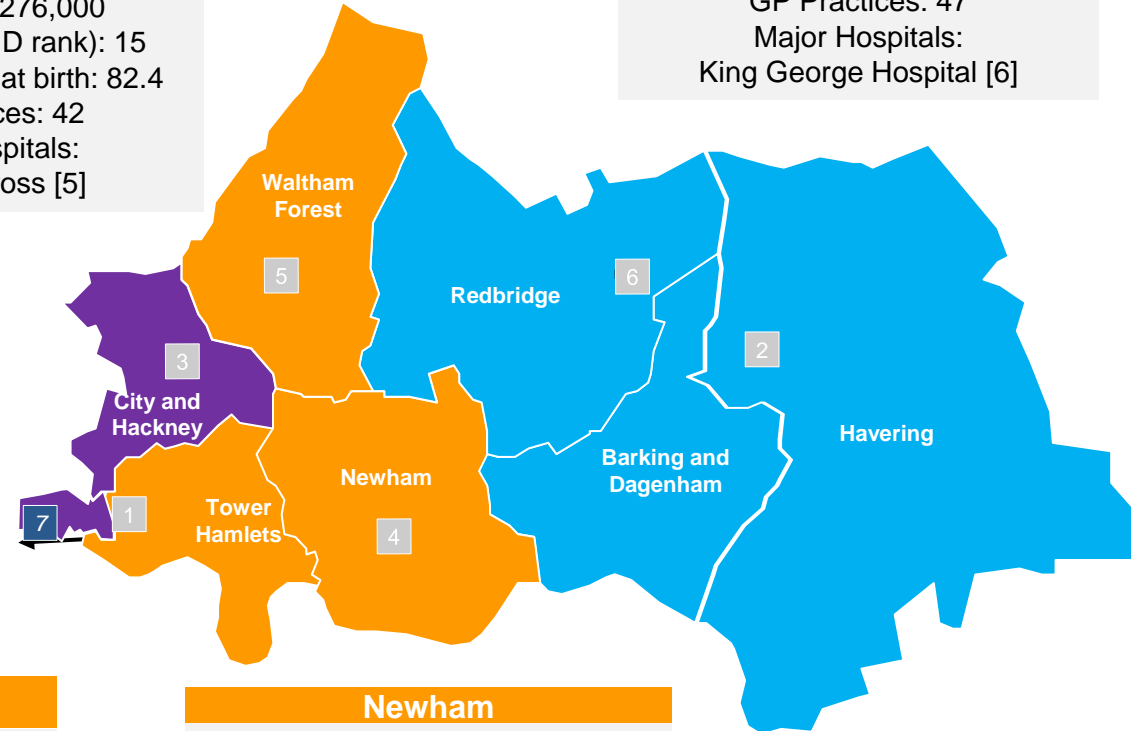 276,000
D rank): 15
at birth: 82.4
ces: 42
spitals:
oss [5]
GP Practices: 47
Major Hospitals:
King George Hospital [6]
Waltham
Forest
5
Redbridge
6
3
2
City and
Hackney
Havering
Barking and
Dagenham
Newham
Tower
Hamlets
7
1
4
Newham